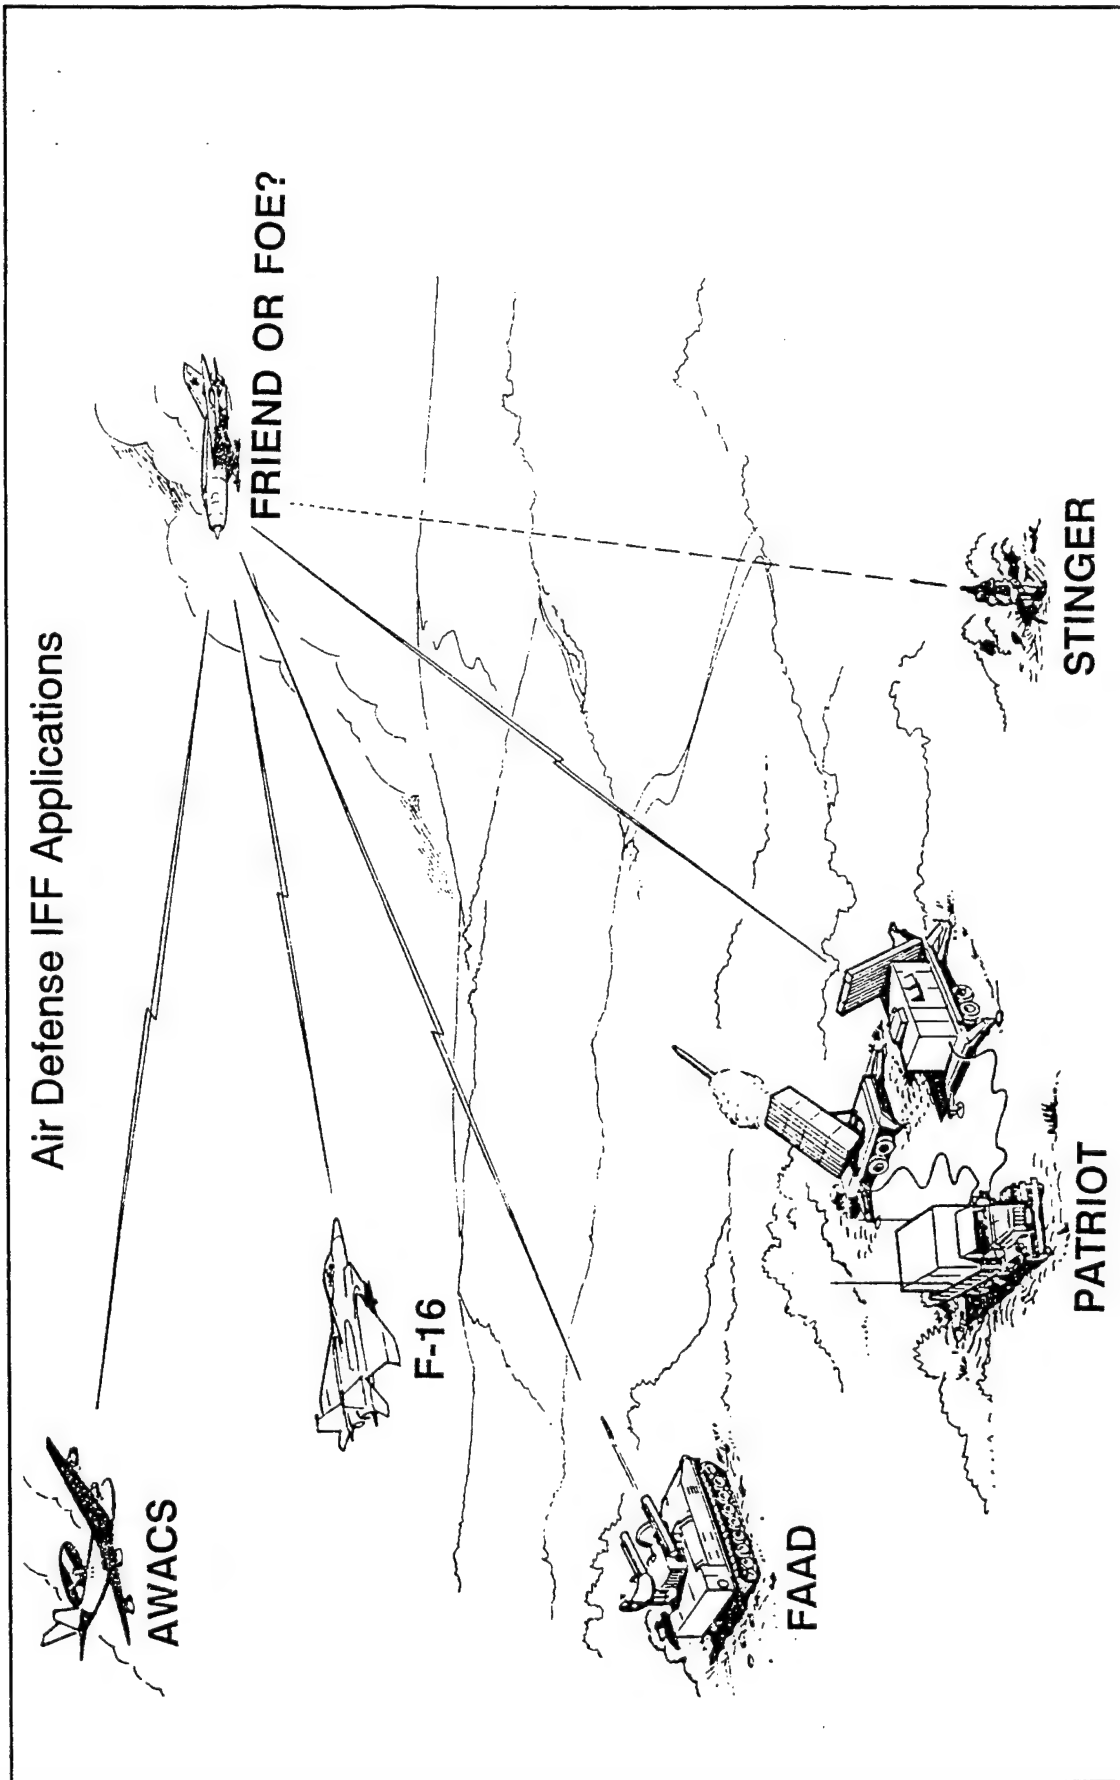 Air Defense IFF Applications
AWACS
FRIEND OR FOE?
F-16
FAAD
PATRIOT
STINGER